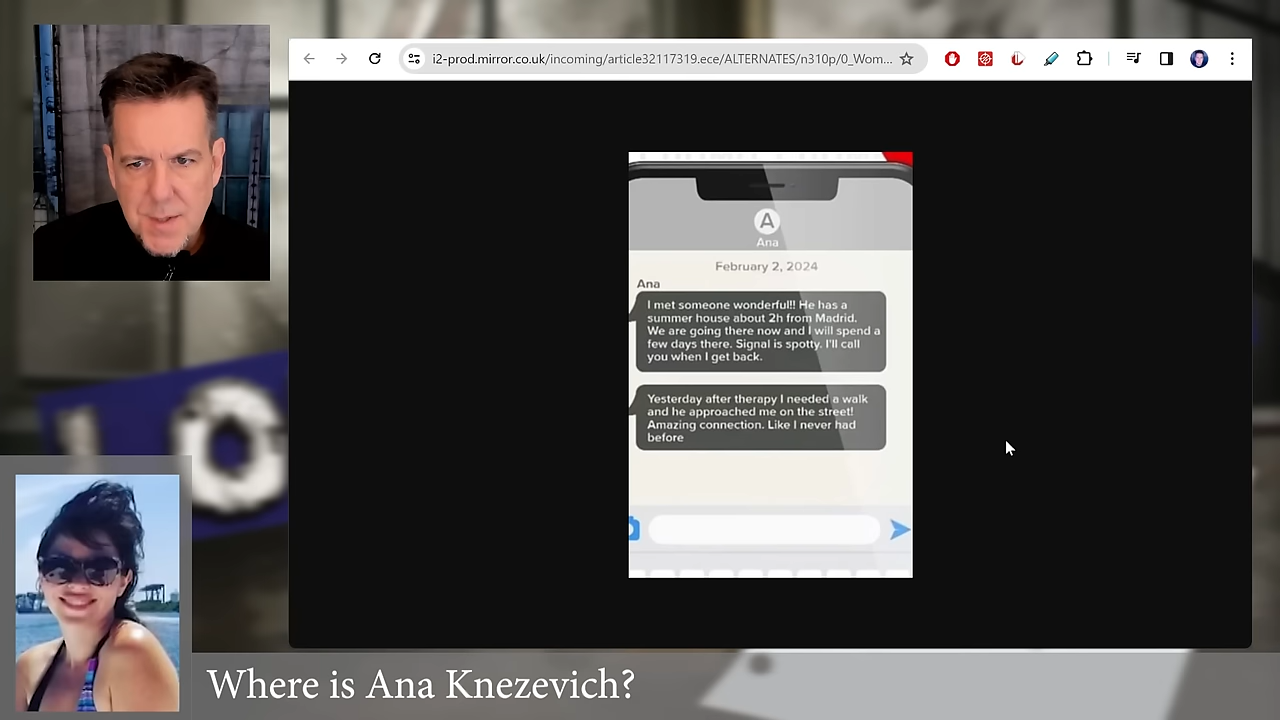 i2-prod.mirror.co.uk/incoming/article32117319.ece/ALTERNATES/n310p/0_Wom...
A
Ana
February 2, 2024
Ana
I met someone wonderful!! He has a
summer house about 2h from Madrid.
We are going there now and I will spend a
few days there. Signal is spotty. I'll call
you when I get back.
Yesterday after therapy I needed a walk
and he approached me on the street!
Amazing connection. Like I never had
before
Where is Ana Knezevich?